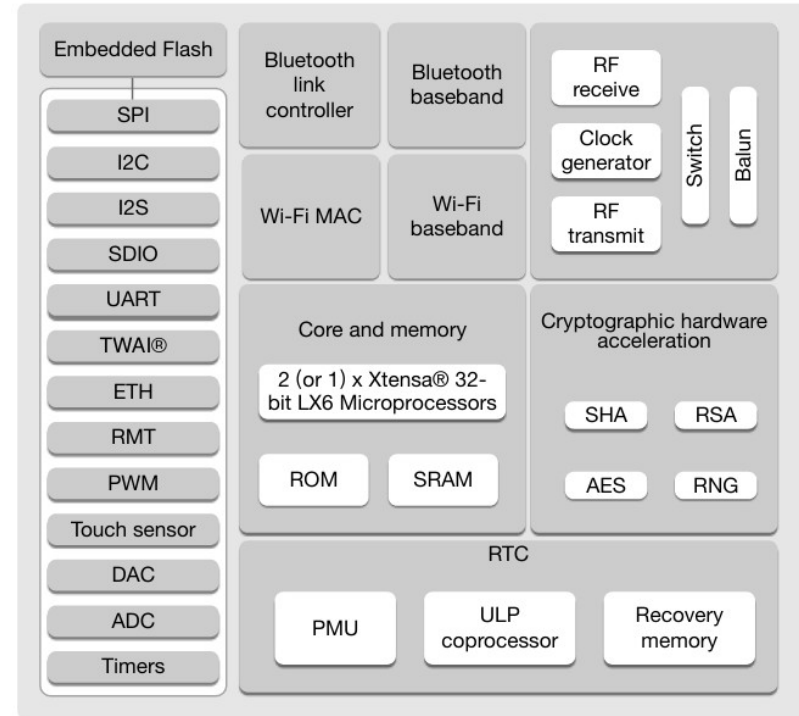 Embedded Flash
SPI
I2C
I2S
SDIO
UART
TWAI®
ETH
RMT
PWM
Touch sensor
DAC
ADC
Timers
Bluetooth
link
controller
Bluetooth
baseband
Wi-Fi MAC
Wi-Fi
baseband
RF
receive
Clock
generator
RF
transmit
Switch
Balun
Core and memory
2 (or 1) x Xtensa® 32-
bit LX6 Microprocessors
ROM
SRAM
Cryptographic hardware
acceleration
SHA
RSA
AES
RNG
RTC
PMU
ULP
coprocessor
Recovery
memory